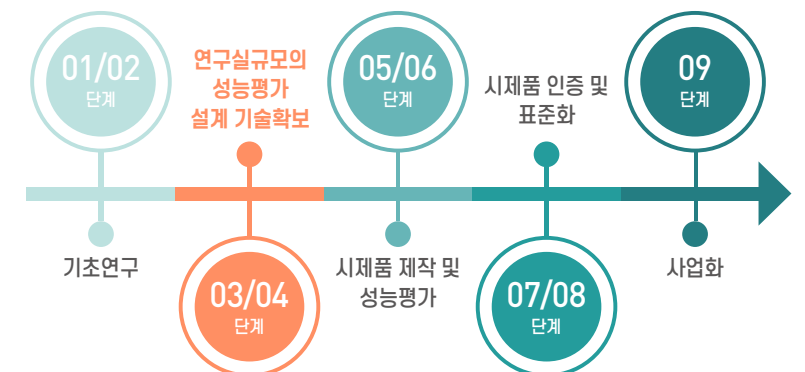 01/02
단계
기초연구
연구실규모의
성능평가
설계 기술확보
03/04
단계
05/06
단계
시제품 제작 및
성능평가
시제품 인증 및
표준화
07/08
단계
09
단계
사업화